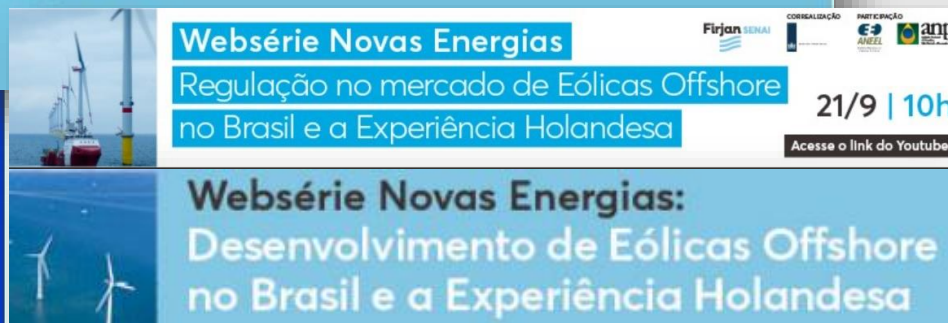 Websérie Novas Energias
Regulação no mercado de Eólicas Offshore
no Brasil e a Experiência Holandesa
Firjan SENAI
CORREALIZAÇÃO
PARTICIPAÇÃO
ANEEL
anp
21/9 | 10h
Acesse o link do Youtube
Websérie Novas Energias:
Desenvolvimento de Eólicas Offshore
no Brasil e a Experiência Holandesa